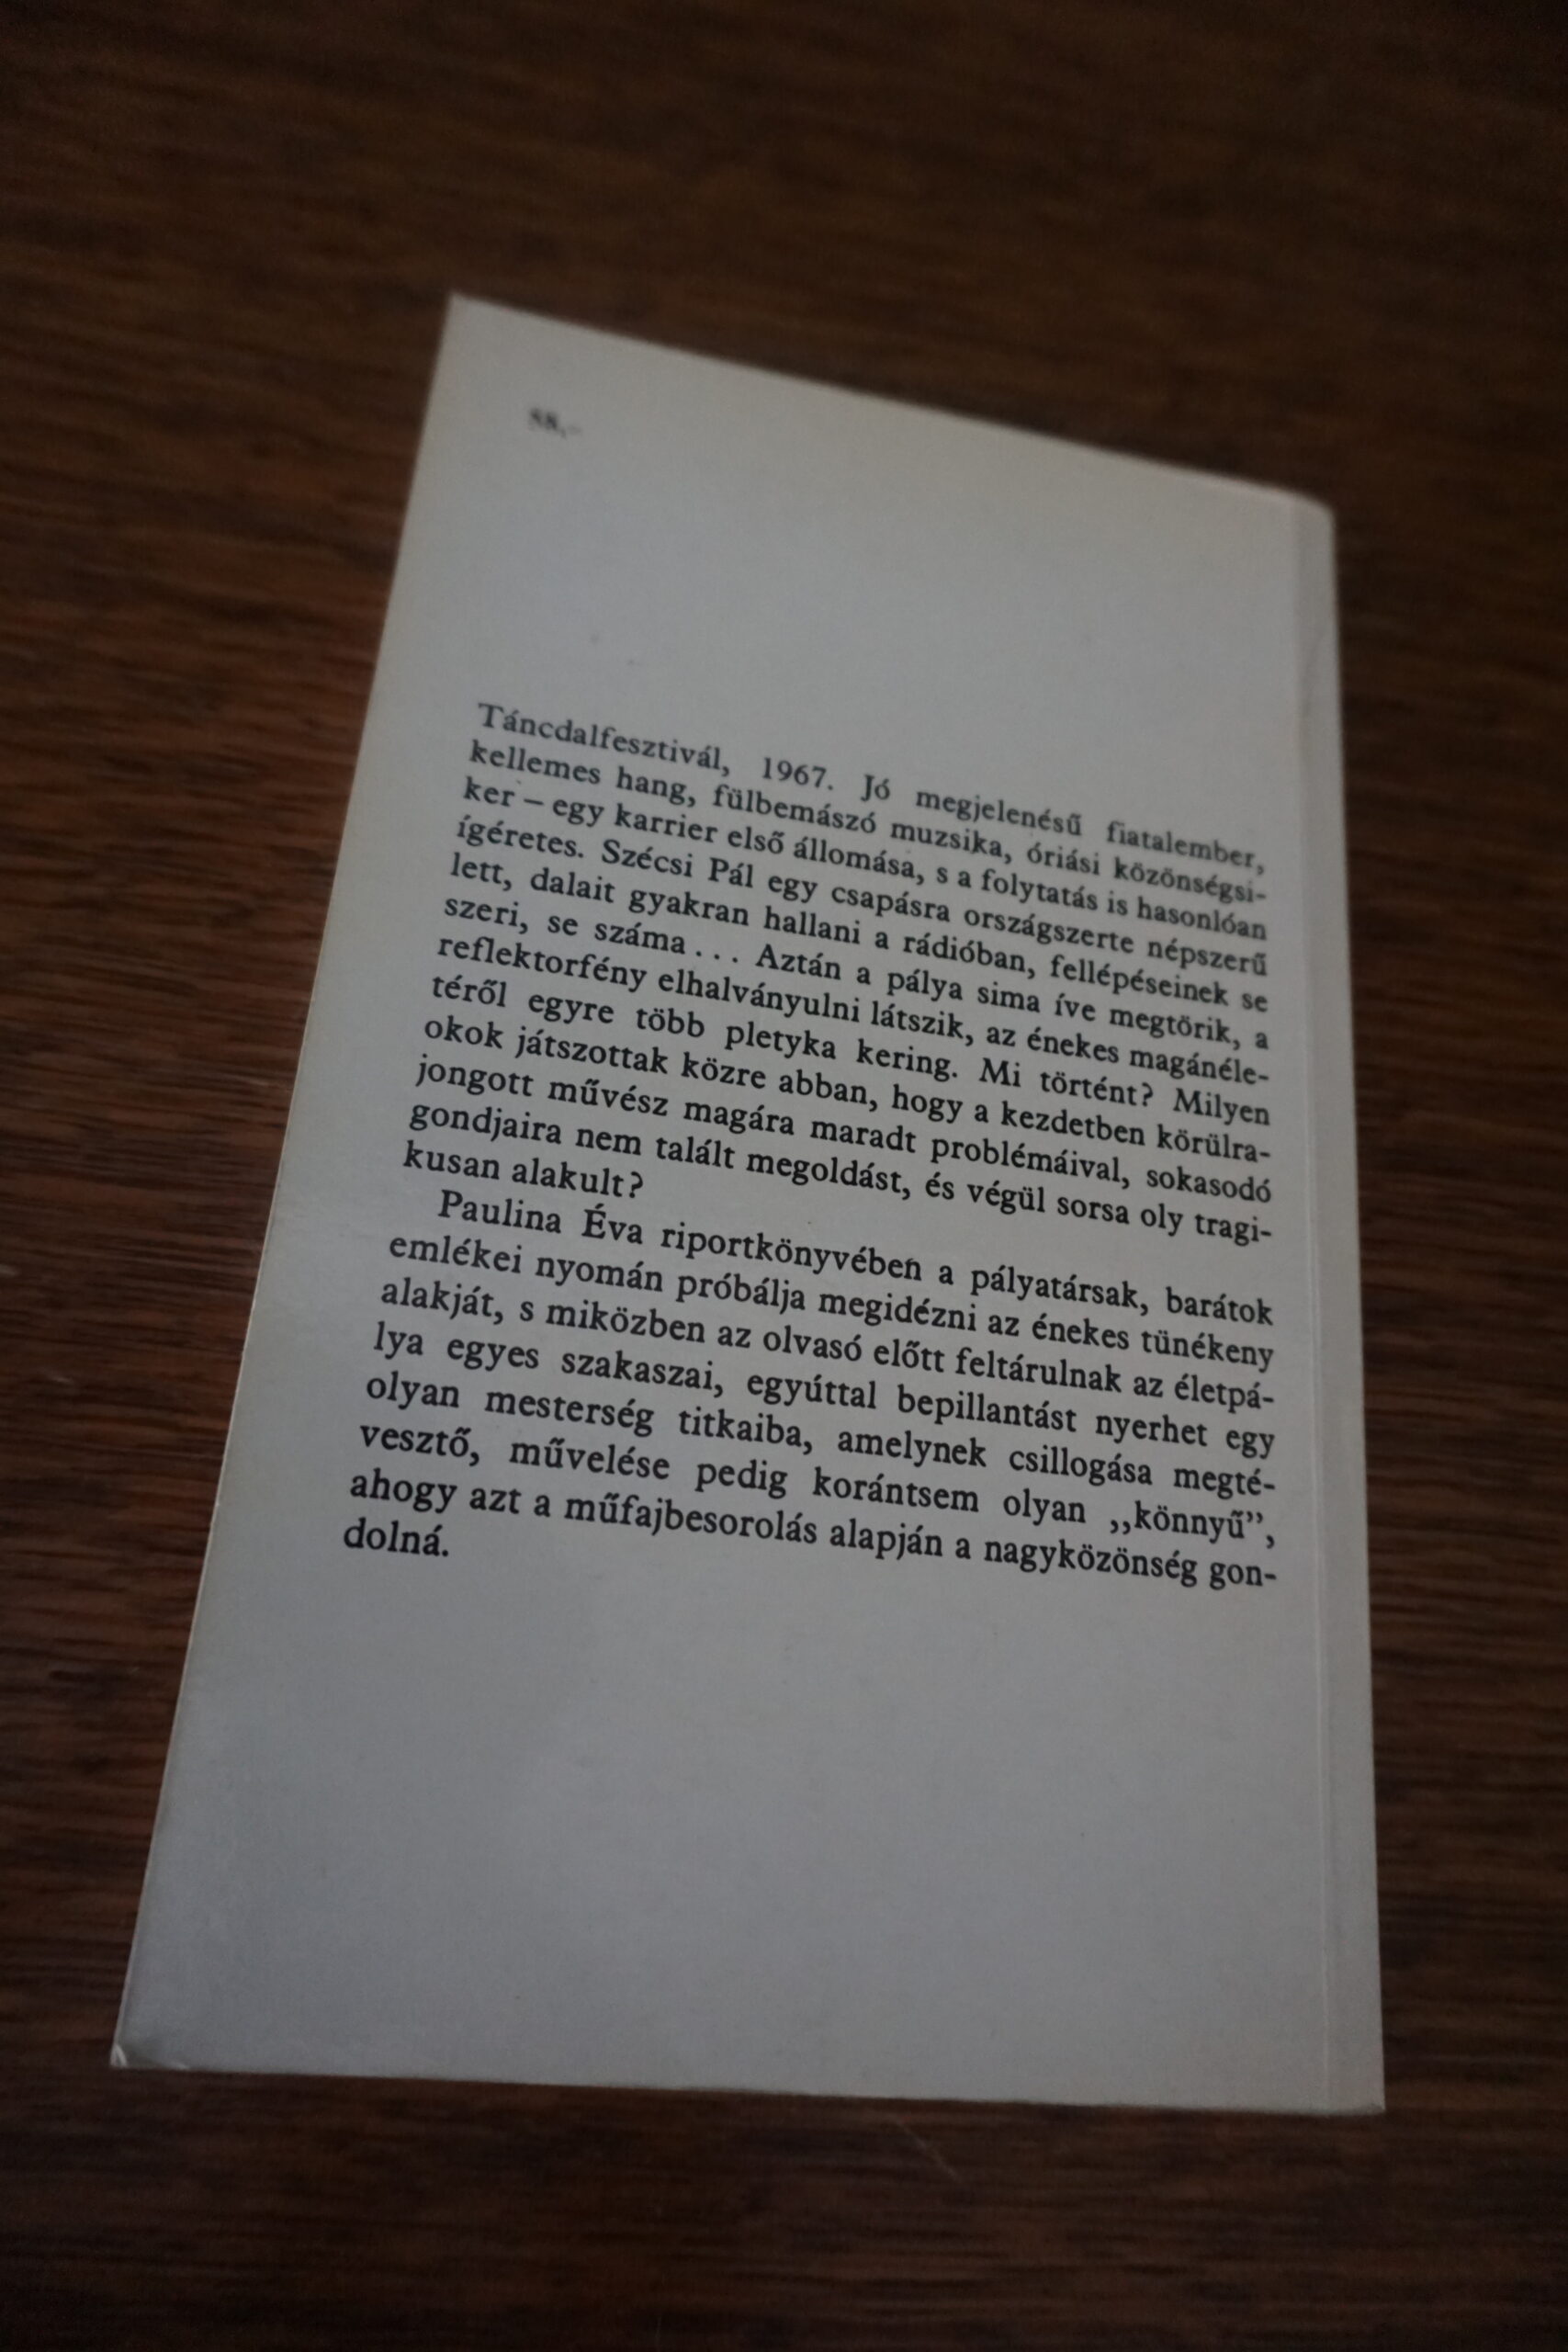 58,–
Táncdalfesztivál, 1967. Jó megjelenésű fiatalember,
kellemes hang, fülbemászó muzsika, óriási közönségsi-
ker – egy karrier első állomása, s a folytatás is hasonlóan
ígéretes. Szécsi Pál egy csapásra országszerte népszerű
lett, dalait gyakran hallani a rádióban, fellépéseinek se
szeri, se száma... Aztán a pálya sima íve megtörik, a
reflektorfény elhalványulni látszik, az énekes magánéle-
téről egyre több pletyka kering. Mi történt? Milyen
okok játszottak közre abban, hogy a kezdetben körülra-
jongott művész magára maradt problémáival, sokasodó
gondjaira nem talált megoldást, és végül sorsa oly tragi-
kusan alakult?
Paulina Éva riportkönyvében a pályatársak, barátok
emlékei nyomán próbálja megidézni az énekes tünékeny
alakját, s miközben az olvasó előtt feltárulnak az életpá-
lya egyes szakaszai, egyúttal bepillantást nyerhet egy
olyan mesterség titkaiba, amelynek csillogása megté-
vesztő, művelése pedig korántsem olyan „könnyű”,
ahogy azt a műfajbesorolás alapján a nagyközönség gon-
dolná.